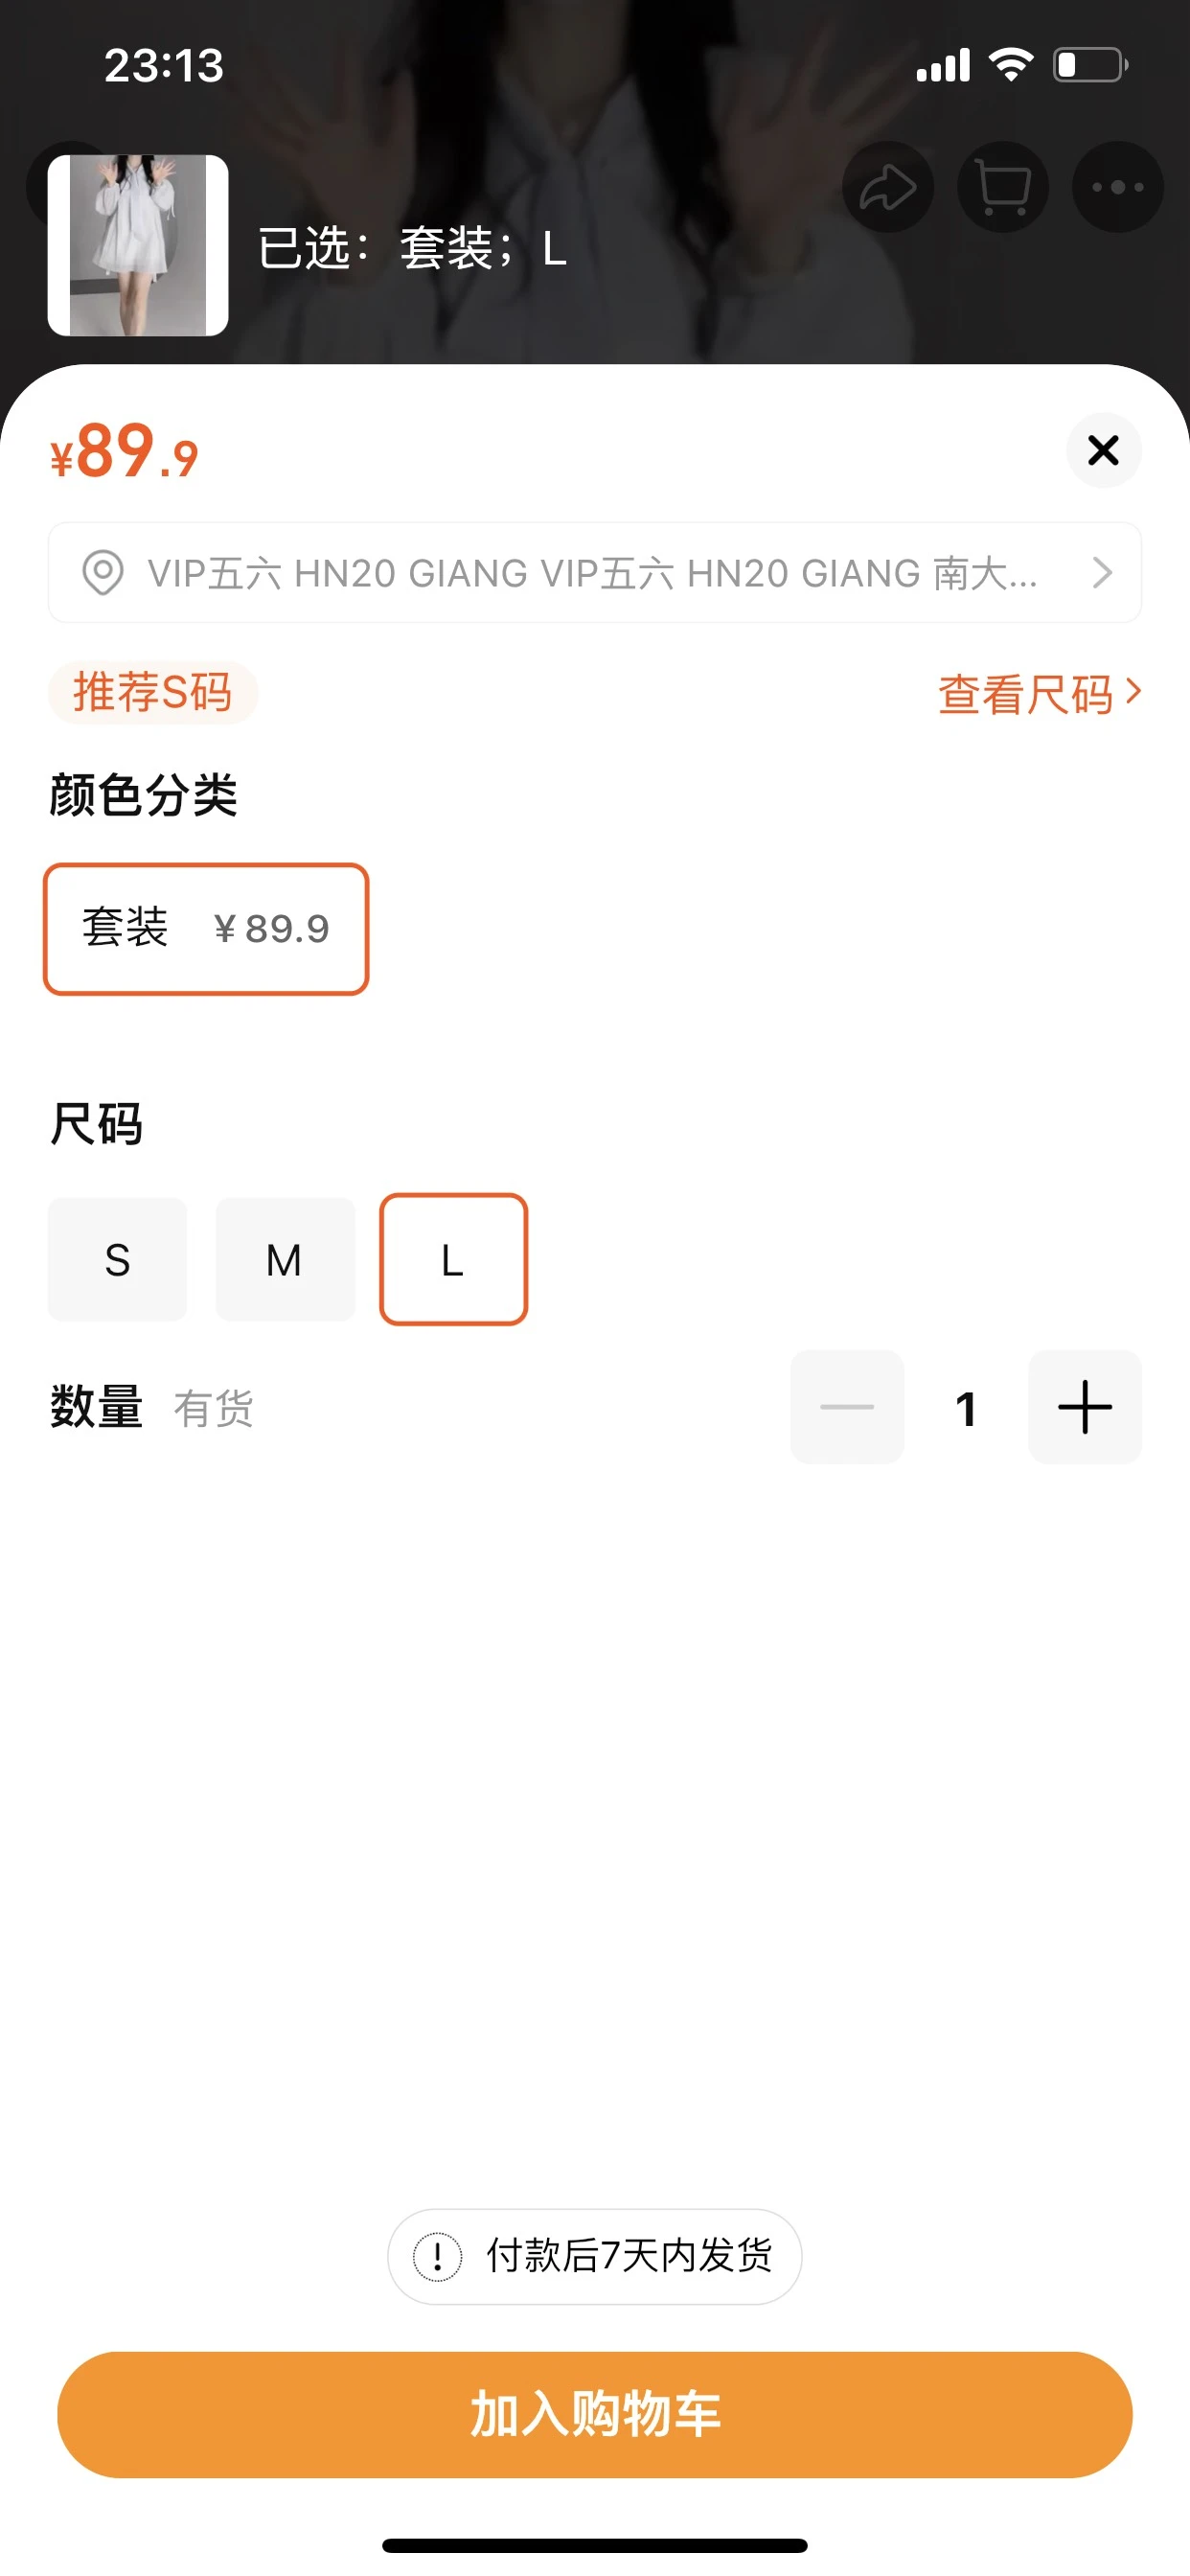 23:13
已选：套装；L
¥89.9
VIP五六 HN20 GIANG VIP五六 HN20 GIANG 南大...
推荐S码
查看尺码
颜色分类
套装 ¥89.9
尺码
S M L
数量 有货 1
付款后7天内发货
加入购物车